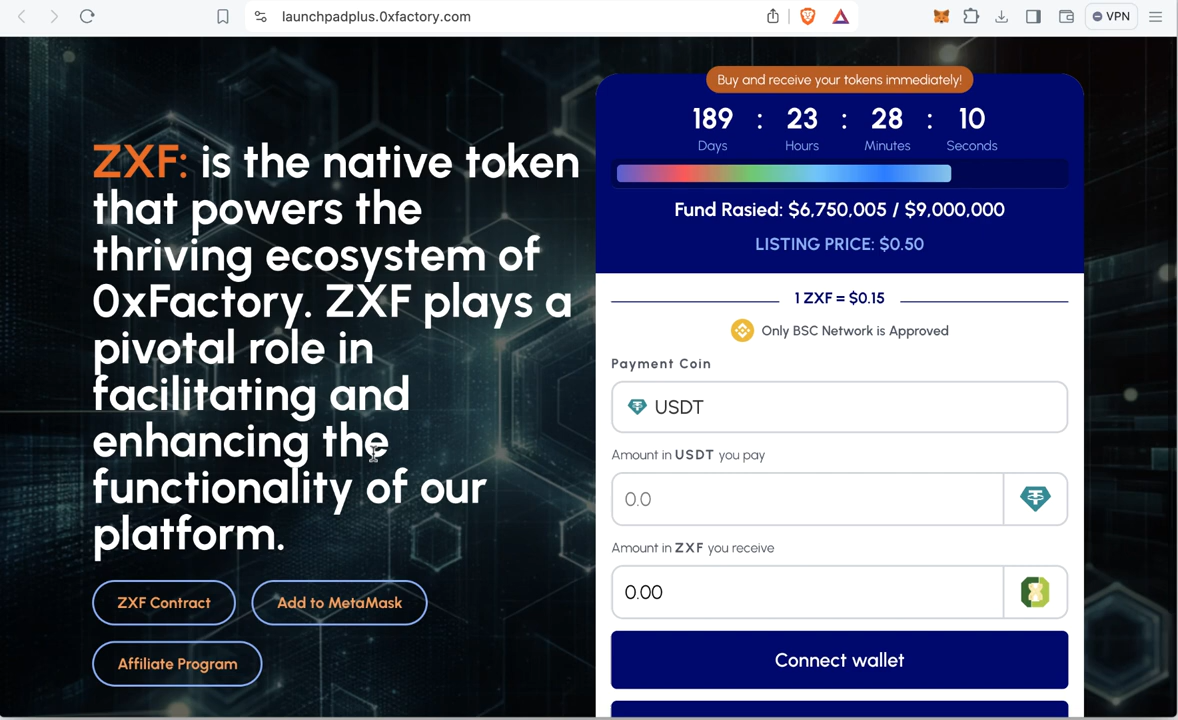 launchpadplus.0xfactory.com
VPN
ZXF: is the native token
that powers the
thriving ecosystem of
0xFactory. ZXF plays a
pivotal role in
facilitating and
enhancing the
functionality of our
platform.
ZXF Contract
Add to MetaMask
Affiliate Program
Buy and receive your tokens immediately!
189 : 23 : 28 : 10
Days Hours Minutes Seconds
Fund Rasied: $6,750,005 / $9,000,000
LISTING PRICE: $0.50
1 ZXF = $0.15
Only BSC Network is Approved
Payment Coin
USDT
Amount in USDT you pay
0.0
Amount in ZXF you receive
0.00
Connect wallet